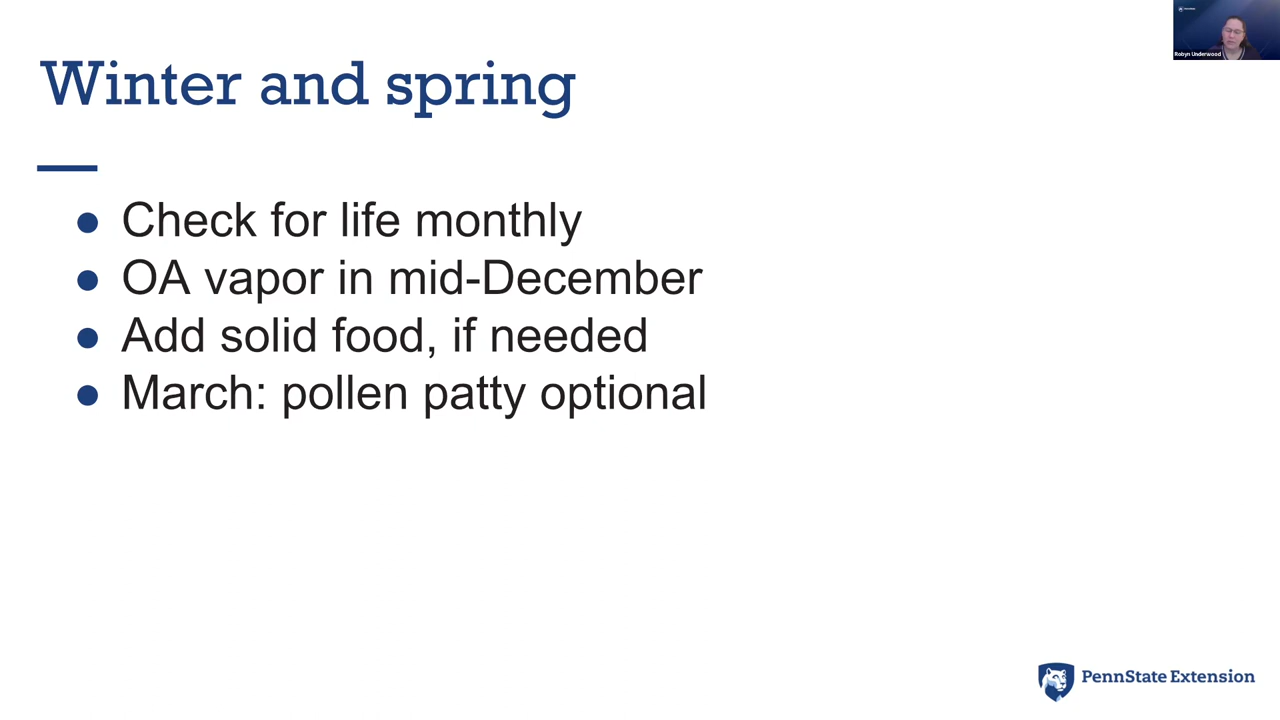 Winter and spring
Robyn Underwood
● Check for life monthly
● OA vapor in mid-December
● Add solid food, if needed
● March: pollen patty optional
PennState Extension